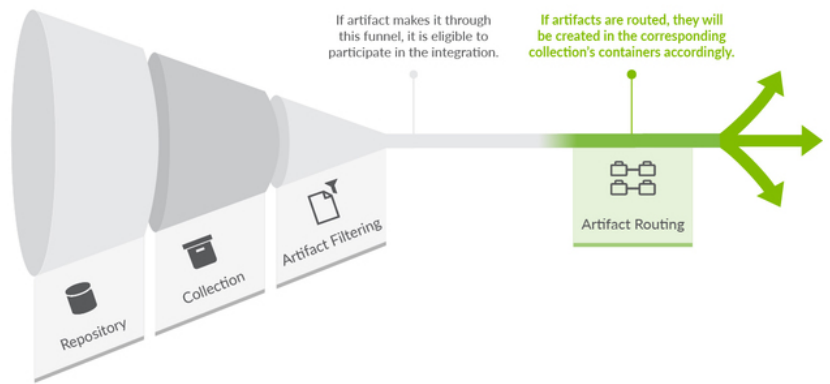 If artifact makes it through
this funnel, it is eligible to
participate in the integration.
If artifacts are routed, they will
be created in the corresponding
collection's containers accordingly.
Repository
Collection
Artifact Filtering
Artifact Routing